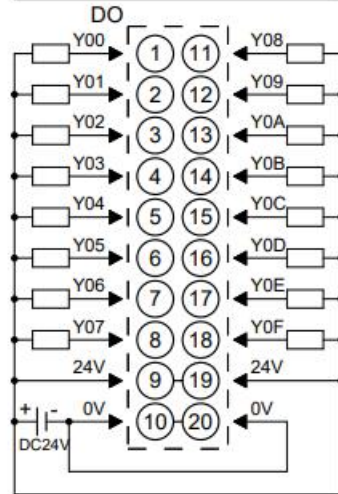 DO
Y00 1 11 Y08
Y01 2 12 Y09
Y02 3 13 Y0A
Y03 4 14 Y0B
Y04 5 15 Y0C
Y05 6 16 Y0D
Y06 7 17 Y0E
Y07 8 18 Y0F
24V 9 19 24V
+ - 0V 10 20 0V
DC24V